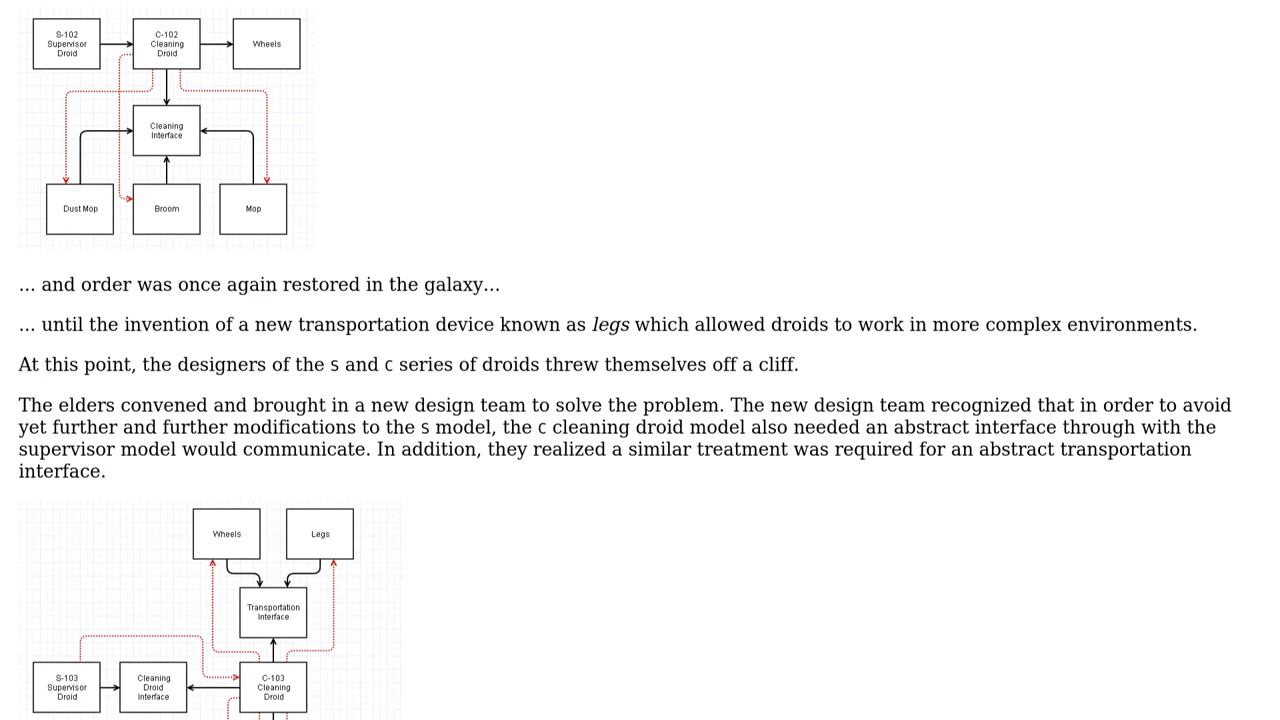 S-102
Supervisor
Droid
C-102
Cleaning
Droid
Wheels
Cleaning
Interface
Dust Mop
Broom
Mop
... and order was once again restored in the galaxy...
... until the invention of a new transportation device known as legs which allowed droids to work in more complex environments.
At this point, the designers of the S and C series of droids threw themselves off a cliff.
The elders convened and brought in a new design team to solve the problem. The new design team recognized that in order to avoid
yet further and further modifications to the S model, the C cleaning droid model also needed an abstract interface through with the
supervisor model would communicate. In addition, they realized a similar treatment was required for an abstract transportation
interface.
Wheels
Legs
Transportation
Interface
S-103
Supervisor
Droid
Cleaning
Droid
Interface
C-103
Cleaning
Droid